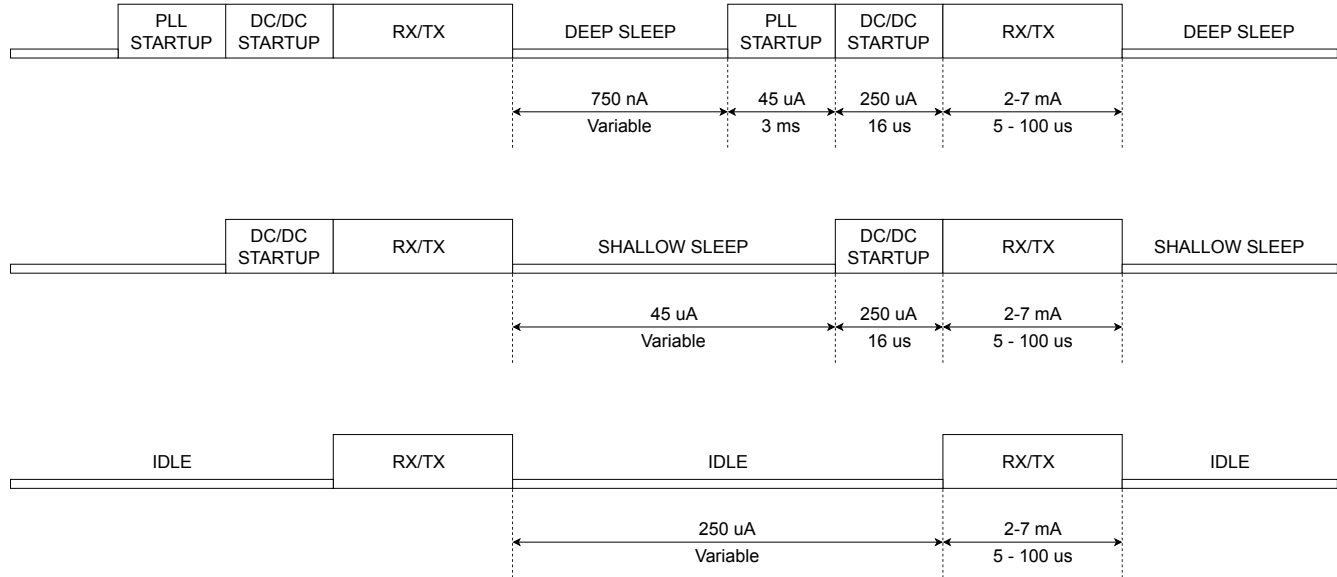 PLL
STARTUP
DC/DC
STARTUP
RX/TX
DEEP SLEEP
PLL
STARTUP
DC/DC
STARTUP
RX/TX
DEEP SLEEP
750 nA
Variable
45 uA
3 ms
250 uA
16 us
2-7 mA
5 - 100 us
DC/DC
STARTUP
RX/TX
SHALLOW SLEEP
DC/DC
STARTUP
RX/TX
SHALLOW SLEEP
45 uA
Variable
250 uA
16 us
2-7 mA
5 - 100 us
IDLE
RX/TX
IDLE
RX/TX
IDLE
250 uA
Variable
2-7 mA
5 - 100 us